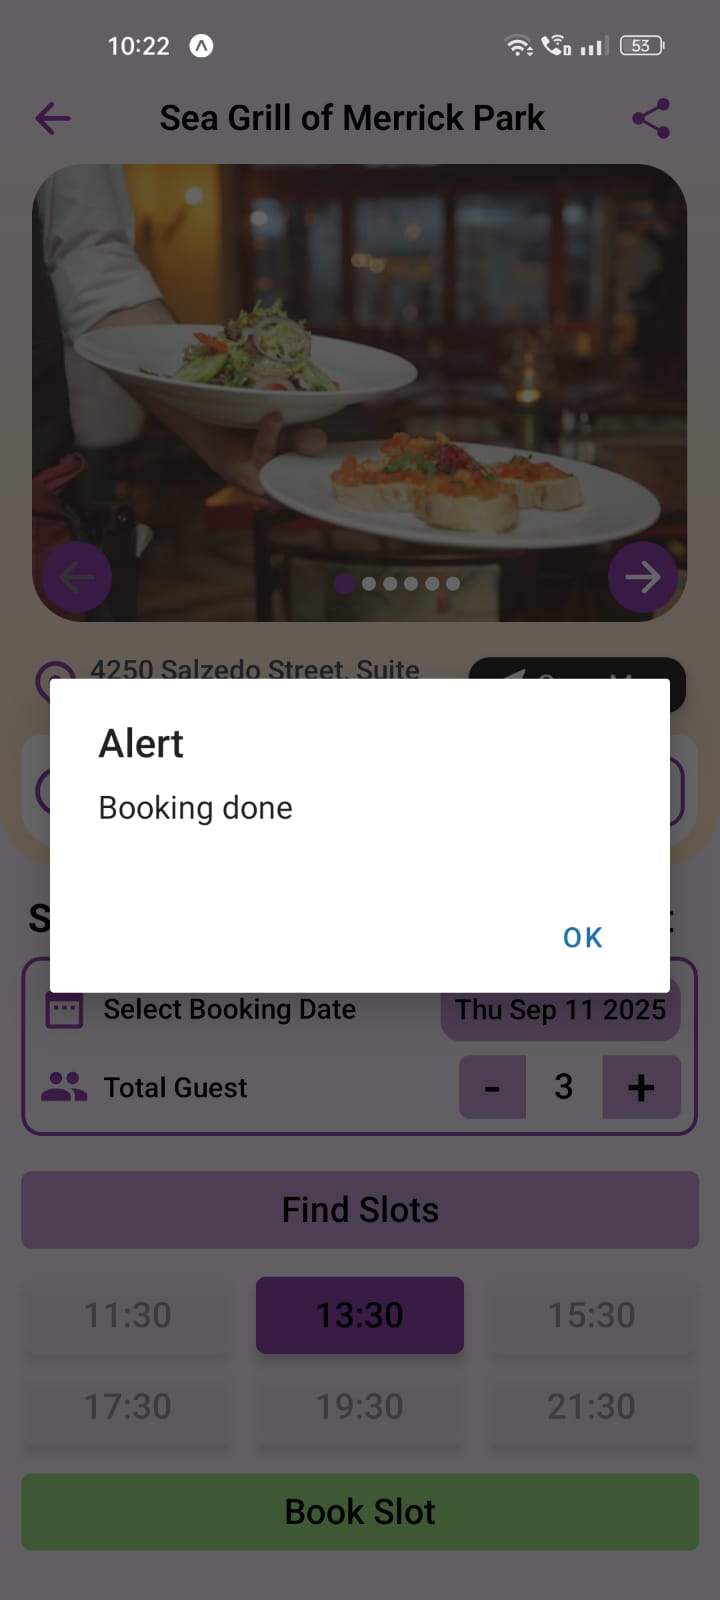 10:22
53
Sea Grill of Merrick Park
4250 Salzedo Street, Suite
Alert
Booking done
OK
Select Booking Date
Thu Sep 11 2025
Total Guest
- 3 +
Find Slots
11:30 13:30 15:30
17:30 19:30 21:30
Book Slot